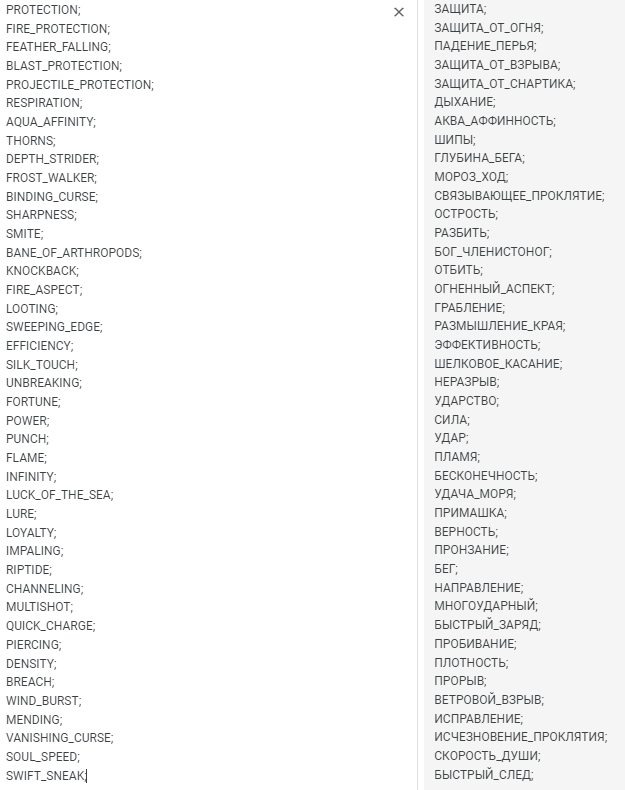 PROTECTION;
FIRE_PROTECTION;
FEATHER_FALLING;
BLAST_PROTECTION;
PROJECTILE_PROTECTION;
RESPIRATION;
AQUA_AFFINITY;
THORNS;
DEPTH_STRIDER;
FROST_WALKER;
BINDING_CURSE;
SHARPNESS;
SMITE;
BANE_OF_ARTHROPODS;
KNOCKBACK;
FIRE_ASPECT;
LOOTING;
SWEEPING_EDGE;
EFFICIENCY;
SILK_TOUCH;
UNBREAKING;
FORTUNE;
POWER;
PUNCH;
FLAME;
INFINITY;
LUCK_OF_THE_SEA;
LURE;
LOYALTY;
IMPALING;
RIPTIDE;
CHANNELING;
MULTISHOT;
QUICK_CHARGE;
PIERCING;
DENSITY;
BREACH;
WIND_BURST;
MENDING;
VANISHING_CURSE;
SOUL_SPEED;
SWIFT_SNEAK;
ЗАЩИТА;
ЗАЩИТА_ОТ_ОГНЯ;
ПАДЕНИЕ_ПЕРЬЯ;
ЗАЩИТА_ОТ_ВЗРЫВА;
ЗАЩИТА_ОТ_СНАРТИКА;
ДЫХАНИЕ;
АКВА_АФФИННОСТЬ;
ШИПЫ;
ГЛУБИНА_БЕГА;
МОРОЗ_ХОД;
СВЯЗЫВАЮЩЕЕ_ПРОКЛЯТИЕ;
ОСТРОСТЬ;
РАЗБИТЬ;
БОГ_ЧЛЕНИСТОНОГ;
ОТБИТЬ;
ОГНЕННЫЙ_АСПЕКТ;
ГРАБЛЕНИЕ;
РАЗМЫШЛЕНИЕ_КРАЯ;
ЭФФЕКТИВНОСТЬ;
ШЕЛКОВОЕ_КАСАНИЕ;
НЕРАЗРЫВ;
УДАРСТВО;
СИЛА;
УДАР;
ПЛАМЯ;
БЕСКОНЕЧНОСТЬ;
УДАЧА_МОРЯ;
ПРИМАШКА;
ВЕРНОСТЬ;
ПРОНЗАНИЕ;
БЕГ;
НАПРАВЛЕНИЕ;
МНОГОУДАРНЫЙ;
БЫСТРЫЙ_ЗАРЯД;
ПРОБИВАНИЕ;
ПЛОТНОСТЬ;
ПРОРЫВ;
ВЕТРОВОЙ_ВЗРЫВ;
ИСПРАВЛЕНИЕ;
ИСЧЕЗНОВЕНИЕ_ПРОКЛЯТИЯ;
СКОРОСТЬ_ДУШИ;
БЫСТРЫЙ_СЛЕД;